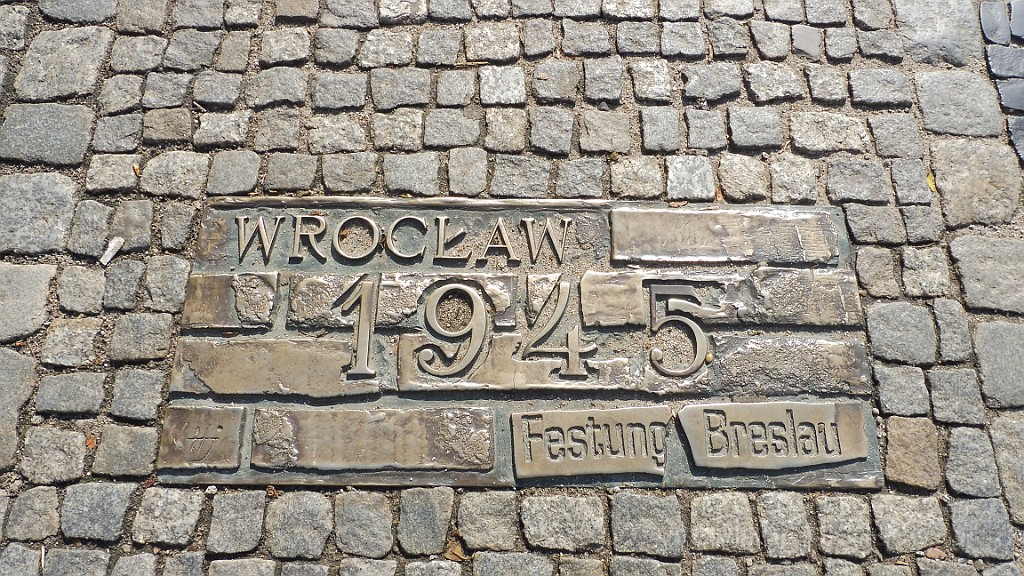 WROCŁAW
1945
Festung Breslau